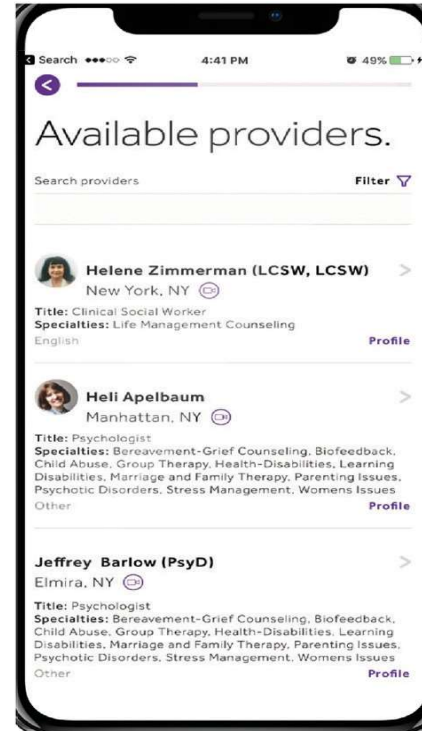 Search
4:41 PM
49%
Available providers.
Search providers
Filter
Helene Zimmerman (LCSW, LCSW)
New York, NY
Title: Clinical Social Worker
Specialties: Life Management Counseling
English
Profile
Heli Apelbaum
Manhattan, NY
Title: Psychologist
Specialties: Bereavement-Grief Counseling, Biofeedback,
Child Abuse, Group Therapy, Health-Disabilities, Learning
Disabilities, Marriage and Family Therapy, Parenting Issues,
Psychotic Disorders, Stress Management, Womens Issues
Other
Profile
Jeffrey Barlow (PsyD)
Elmira, NY
Title: Psychologist
Specialties: Bereavement-Grief Counseling, Biofeedback,
Child Abuse, Group Therapy, Health-Disabilities, Learning
Disabilities, Marriage and Family Therapy, Parenting Issues,
Psychotic Disorders, Stress Management, Womens Issues
Other
Profile